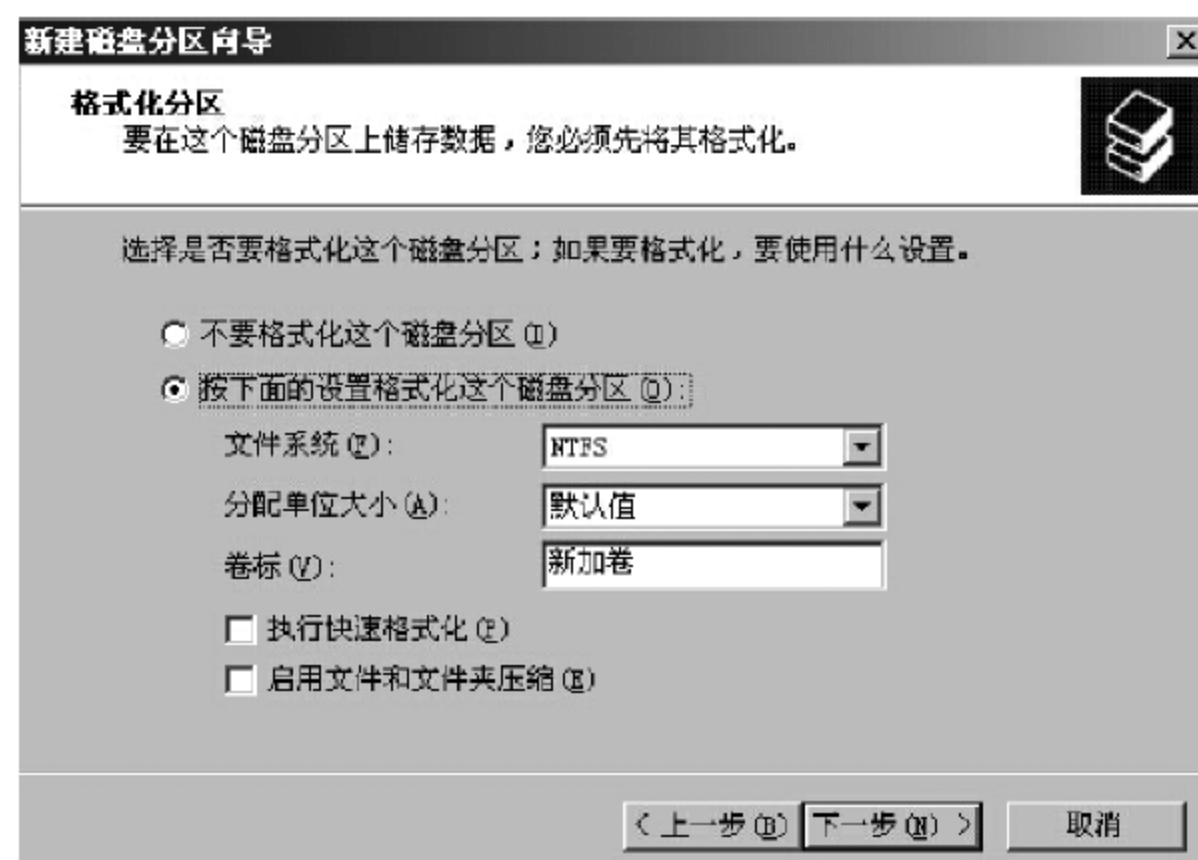 新建磁盘分区向导
格式化分区
要在这个磁盘分区上储存数据，您必须先将其格式化。
选择是否要格式化这个磁盘分区；如果要格式化，要使用什么设置。
不要格式化这个磁盘分区(D)
按下面的设置格式化这个磁盘分区(O):
文件系统(F): NTFS
分配单位大小(A): 默认值
卷标(V): 新加卷
执行快速格式化(P)
启用文件和文件夹压缩(E)
< 上一步(B) 下一步(N) > 取消